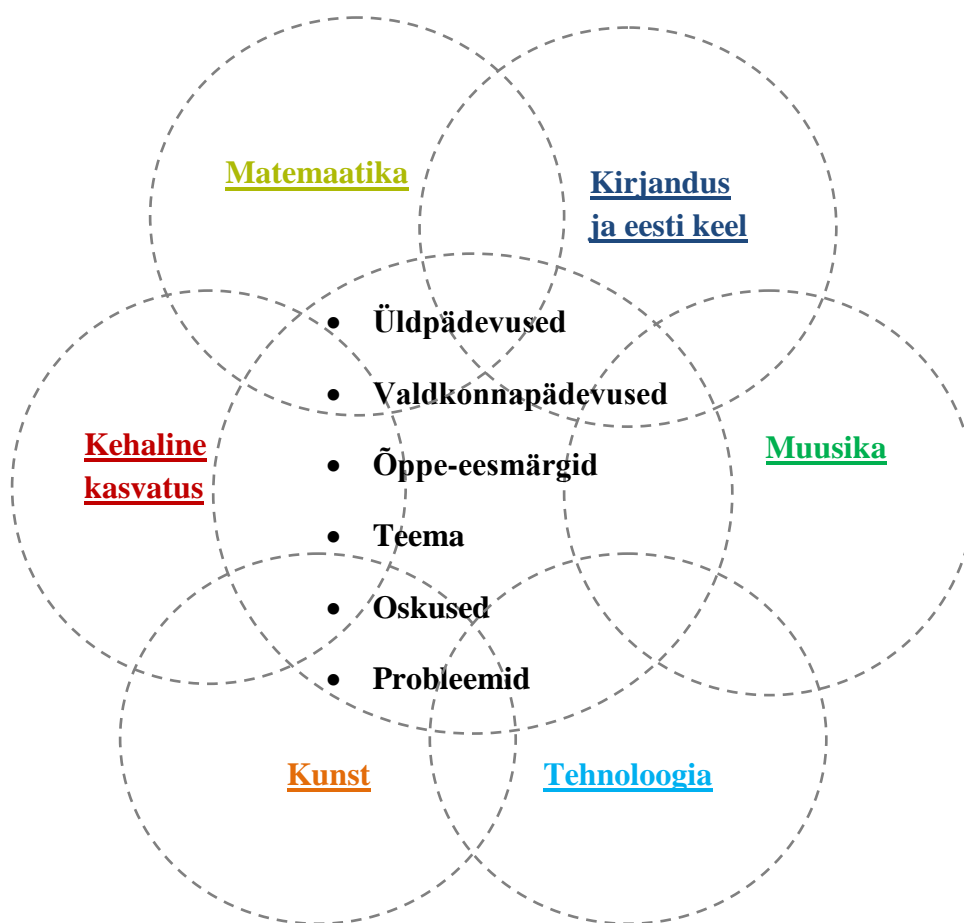 Matemaatika
Kirjandus
ja eesti keel
• Üldpädevused
• Valdkonnapädevused
Kehaline
kasvatus
Muusika
• Õppe-eesmärgid
• Teema
• Oskused
• Probleemid
Kunst
Tehnoloogia